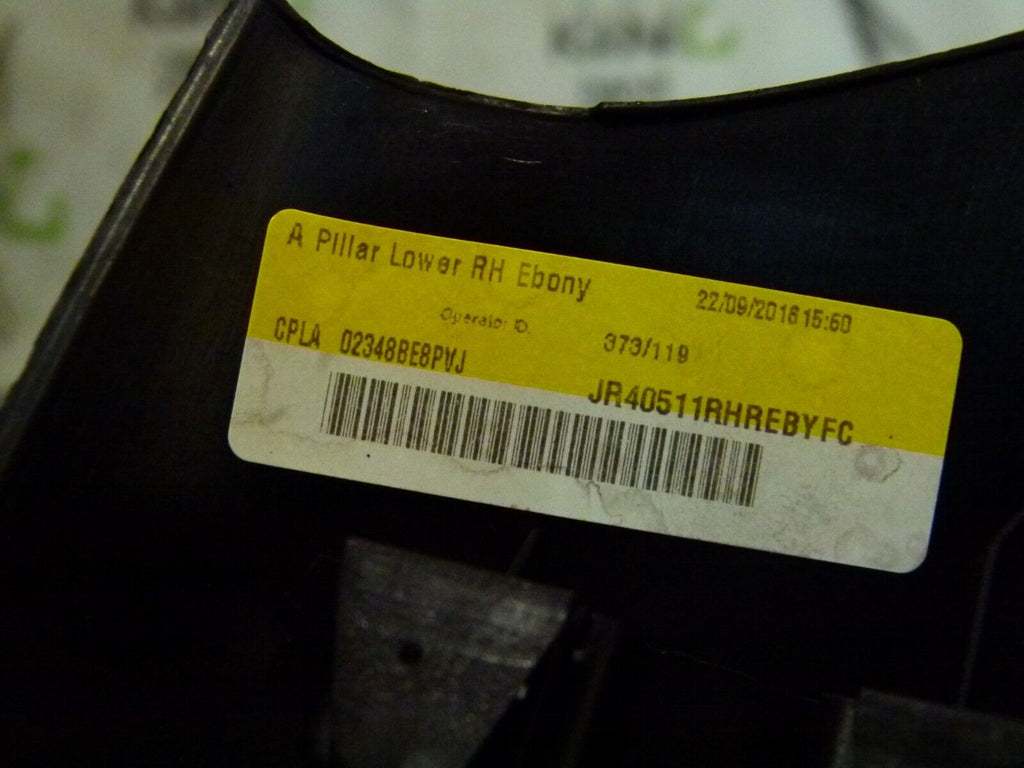 A Pillar Lower RH Ebony
22/09/2016 15:50
Operator ID.
373/119
CPLA 02348BE8PVJ
JR40511RHREBYFC